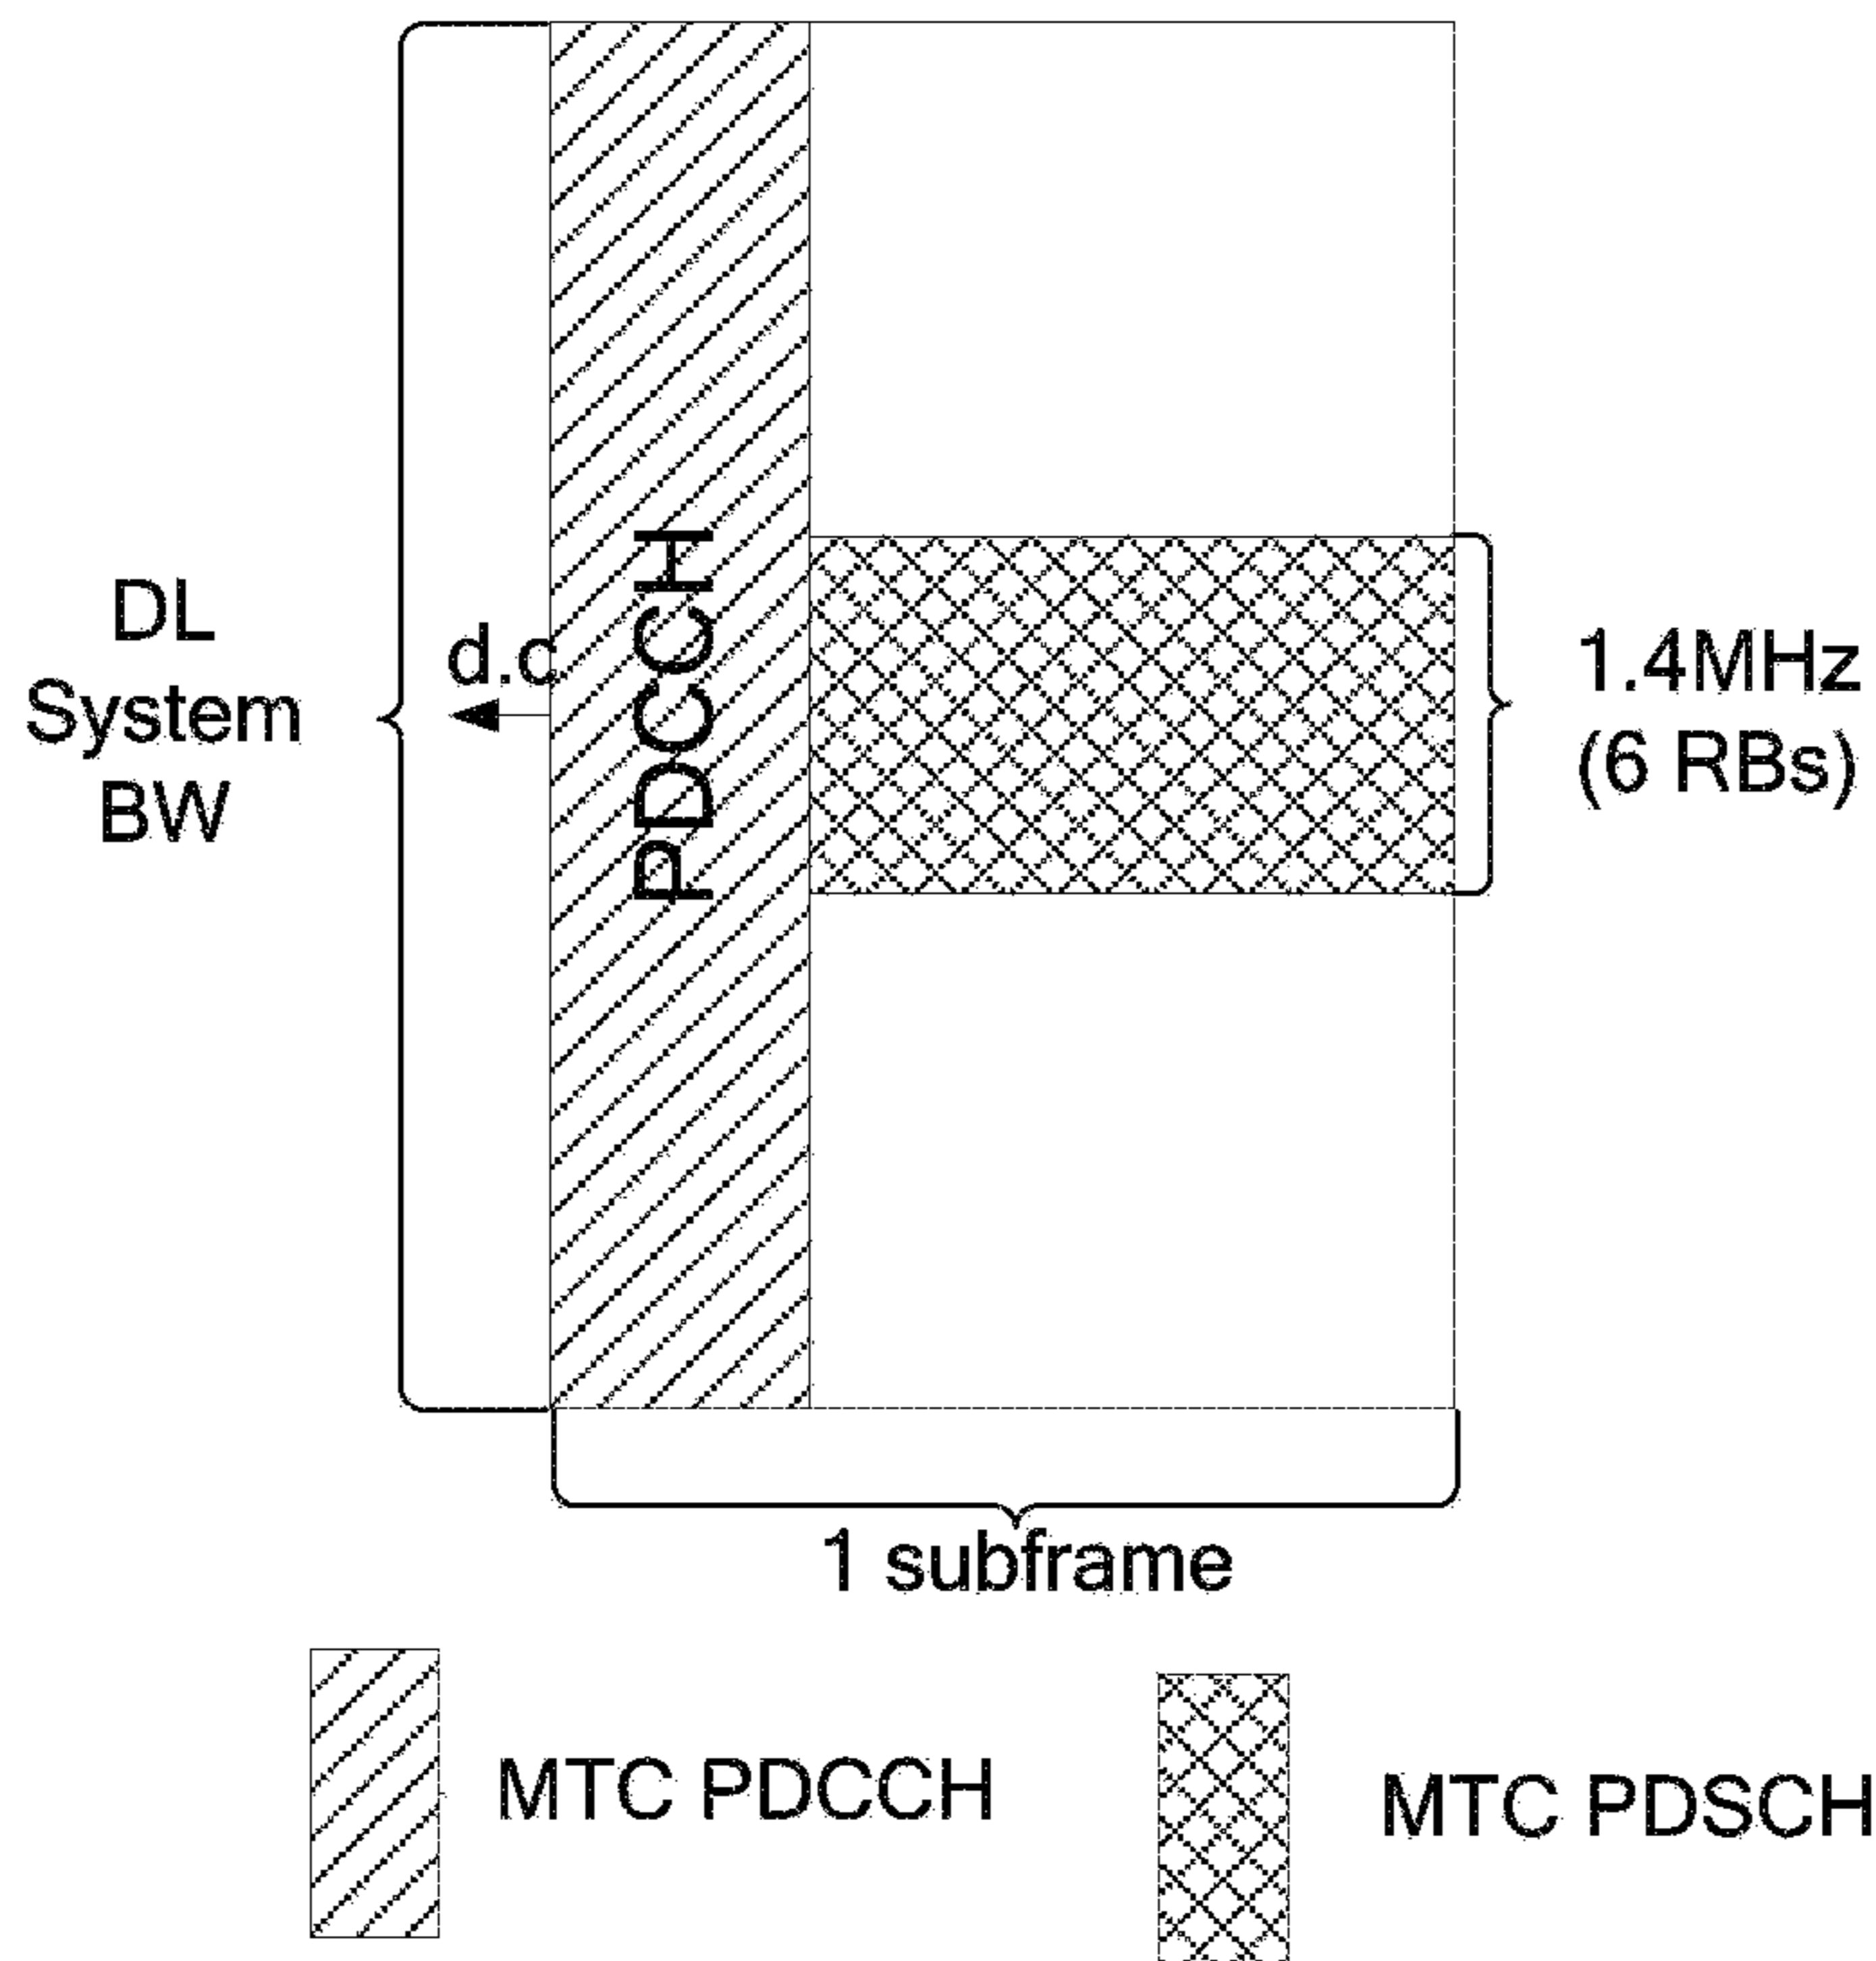 DL
System
BW
d.c
PDCCH
1.4MHz
(6 RBs)
1 subframe
MTC PDCCH
MTC PDSCH